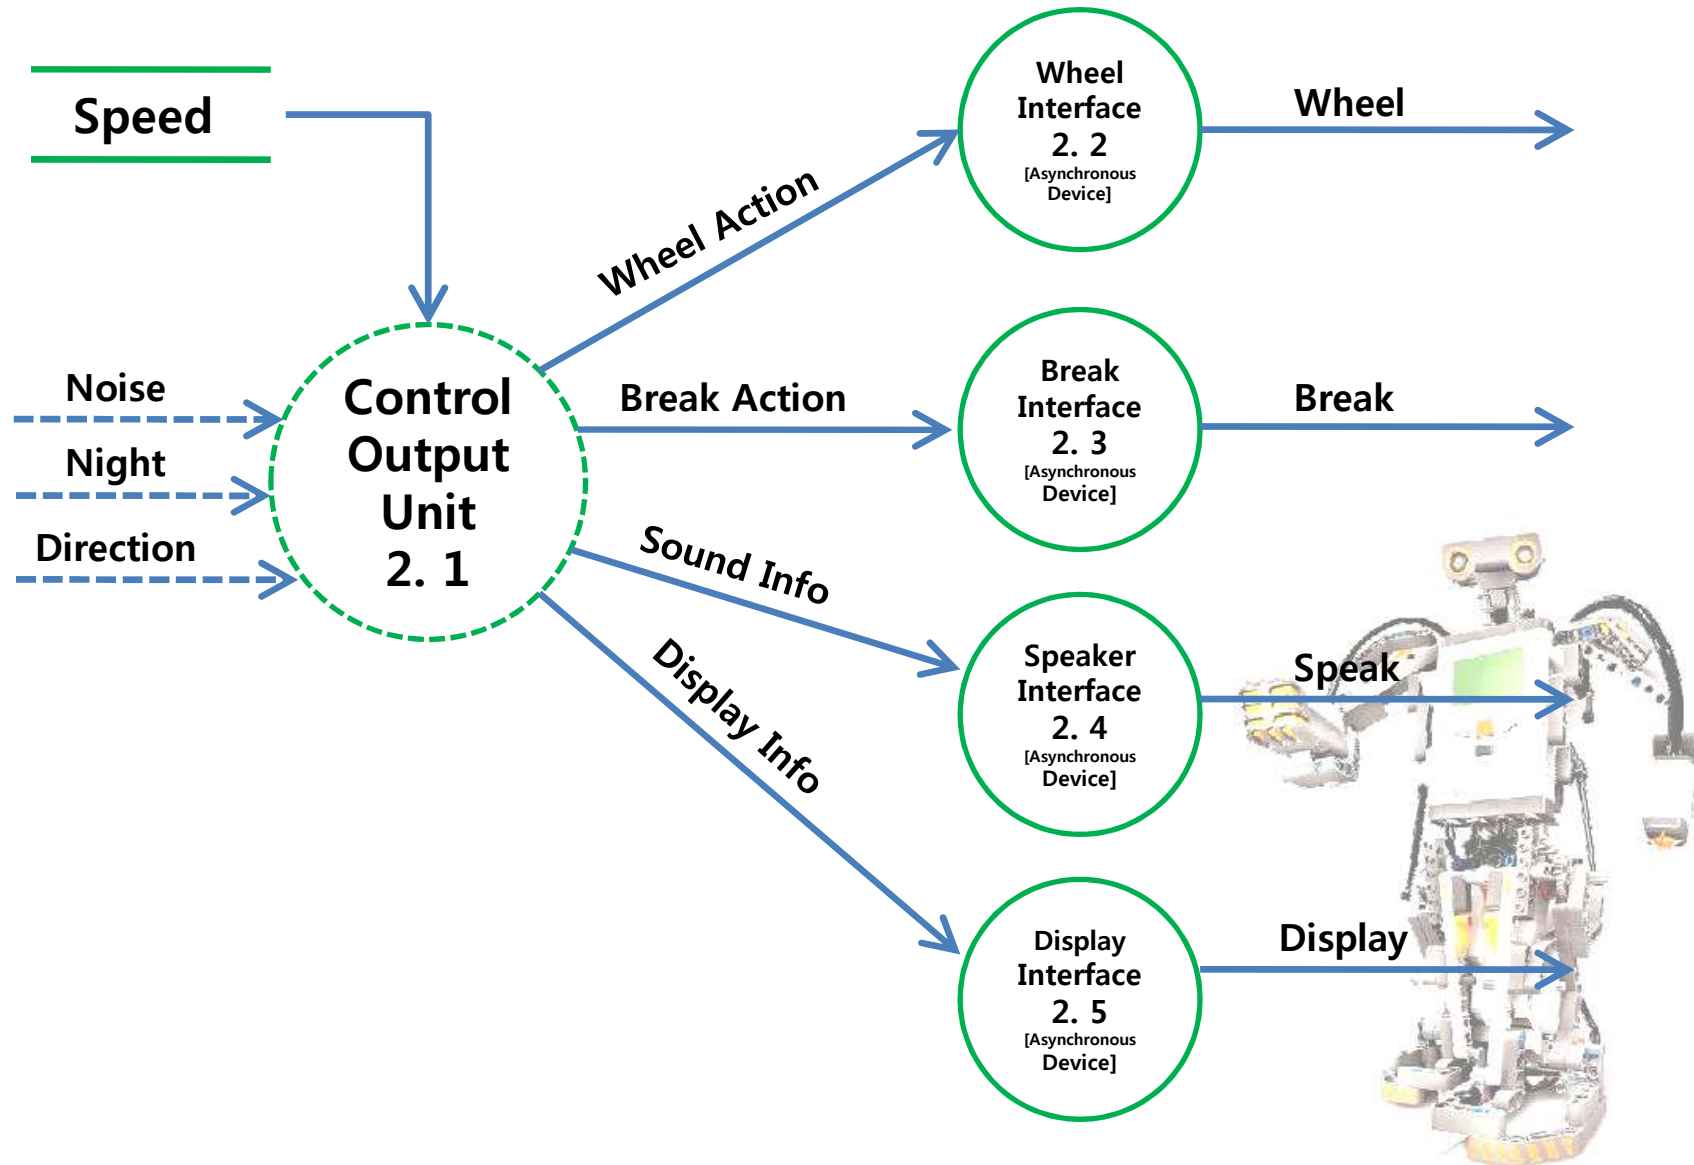 Speed
Noise
Night
Direction
Control
Output
Unit
2. 1
Wheel Action
Break Action
Sound Info
Display Info
Wheel
Interface
2. 2
[Asynchronous
Device]
Wheel
Break
Interface
2. 3
[Asynchronous
Device]
Break
Speaker
Interface
2. 4
[Asynchronous
Device]
Speak
Display
Interface
2. 5
[Asynchronous
Device]
Display